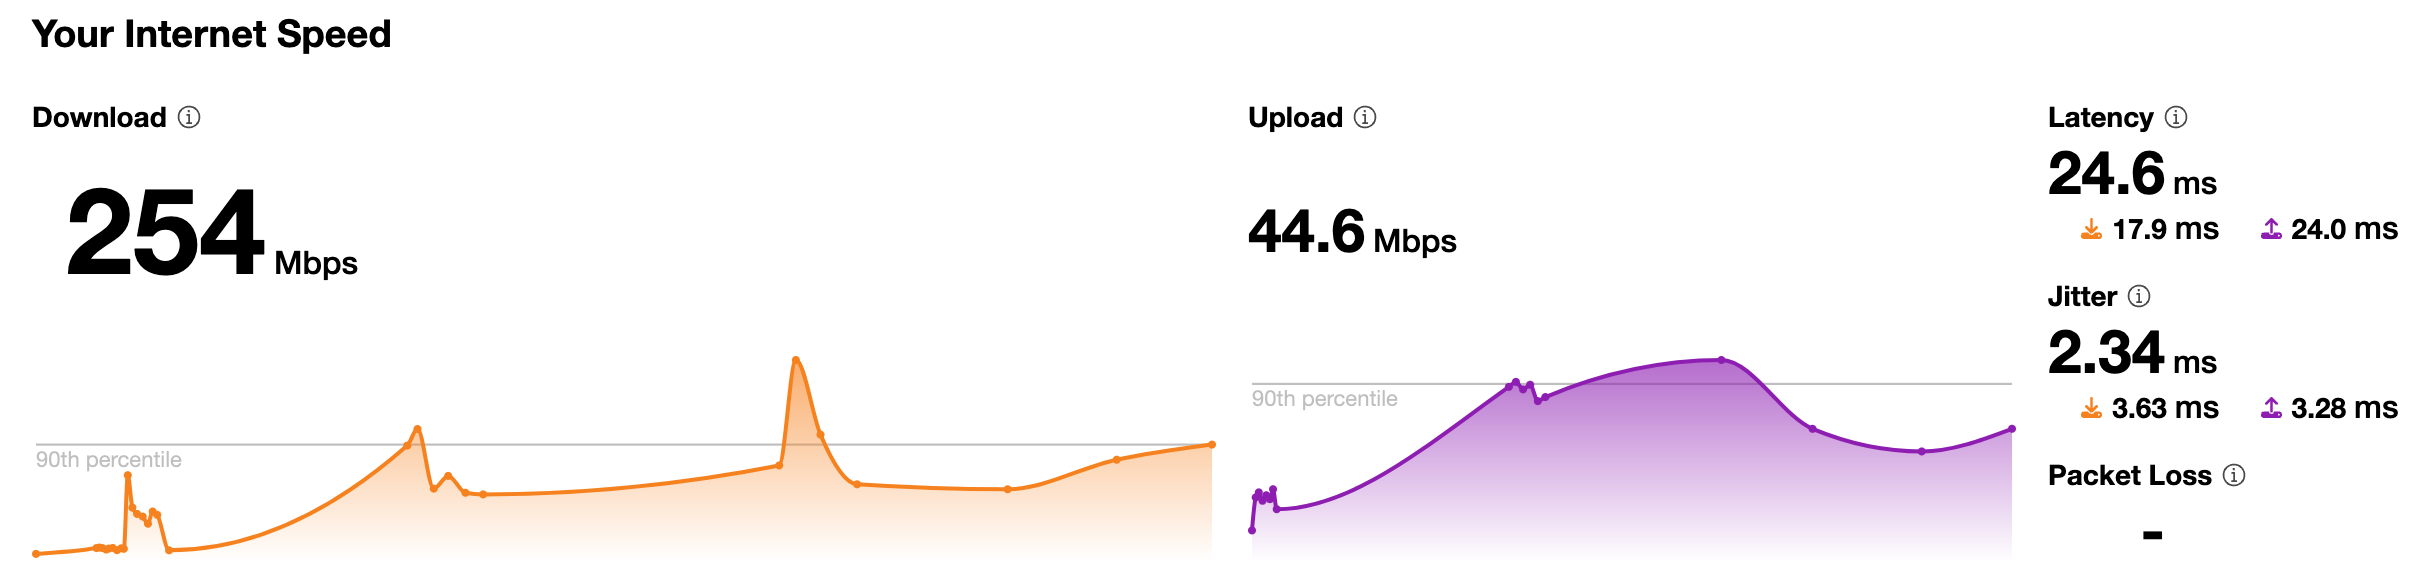 Your Internet Speed
Download
254 Mbps
90th percentile
Upload
44.6 Mbps
90th percentile
Latency
24.6 ms
17.9 ms 24.0 ms
Jitter
2.34 ms
3.63 ms 3.28 ms
Packet Loss
-